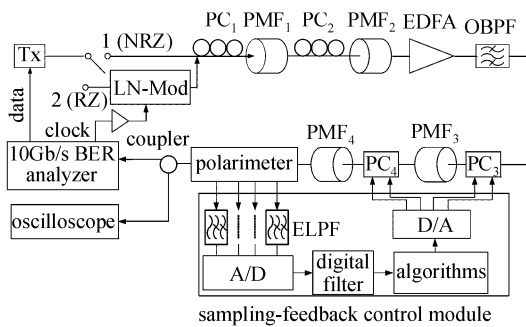 PC1 PMF1 PC2 PMF2 EDFA OBPF
1 (NRZ)
Tx
2 (RZ)
LN-Mod
data
clock
10Gb/s BER
analyzer
coupler
polarimeter
PMF4
PC4
PMF3
PC3
oscilloscope
ELPF
D/A
A/D
digital
filter
algorithms
sampling-feedback control module